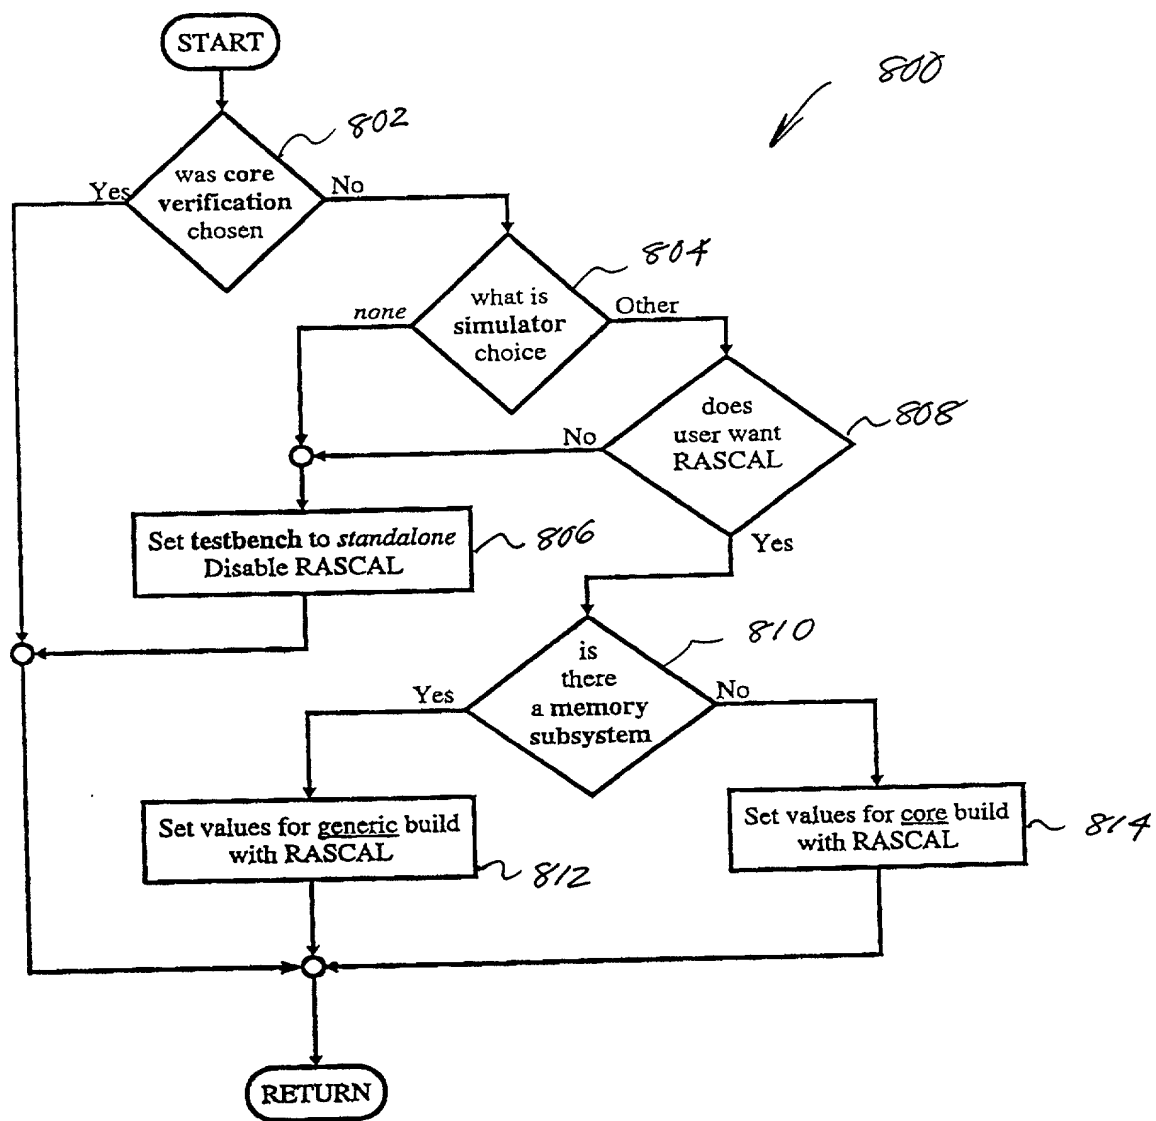 START
800
802
was core
verification
chosen
Yes
No
804
what is
simulator
choice
none
Other
does
user want
RASCAL
808
No
Yes
Set testbench to standalone
Disable RASCAL
806
is
there
a memory
subsystem
810
Yes
No
Set values for generic build
with RASCAL
812
Set values for core build
with RASCAL
814
RETURN